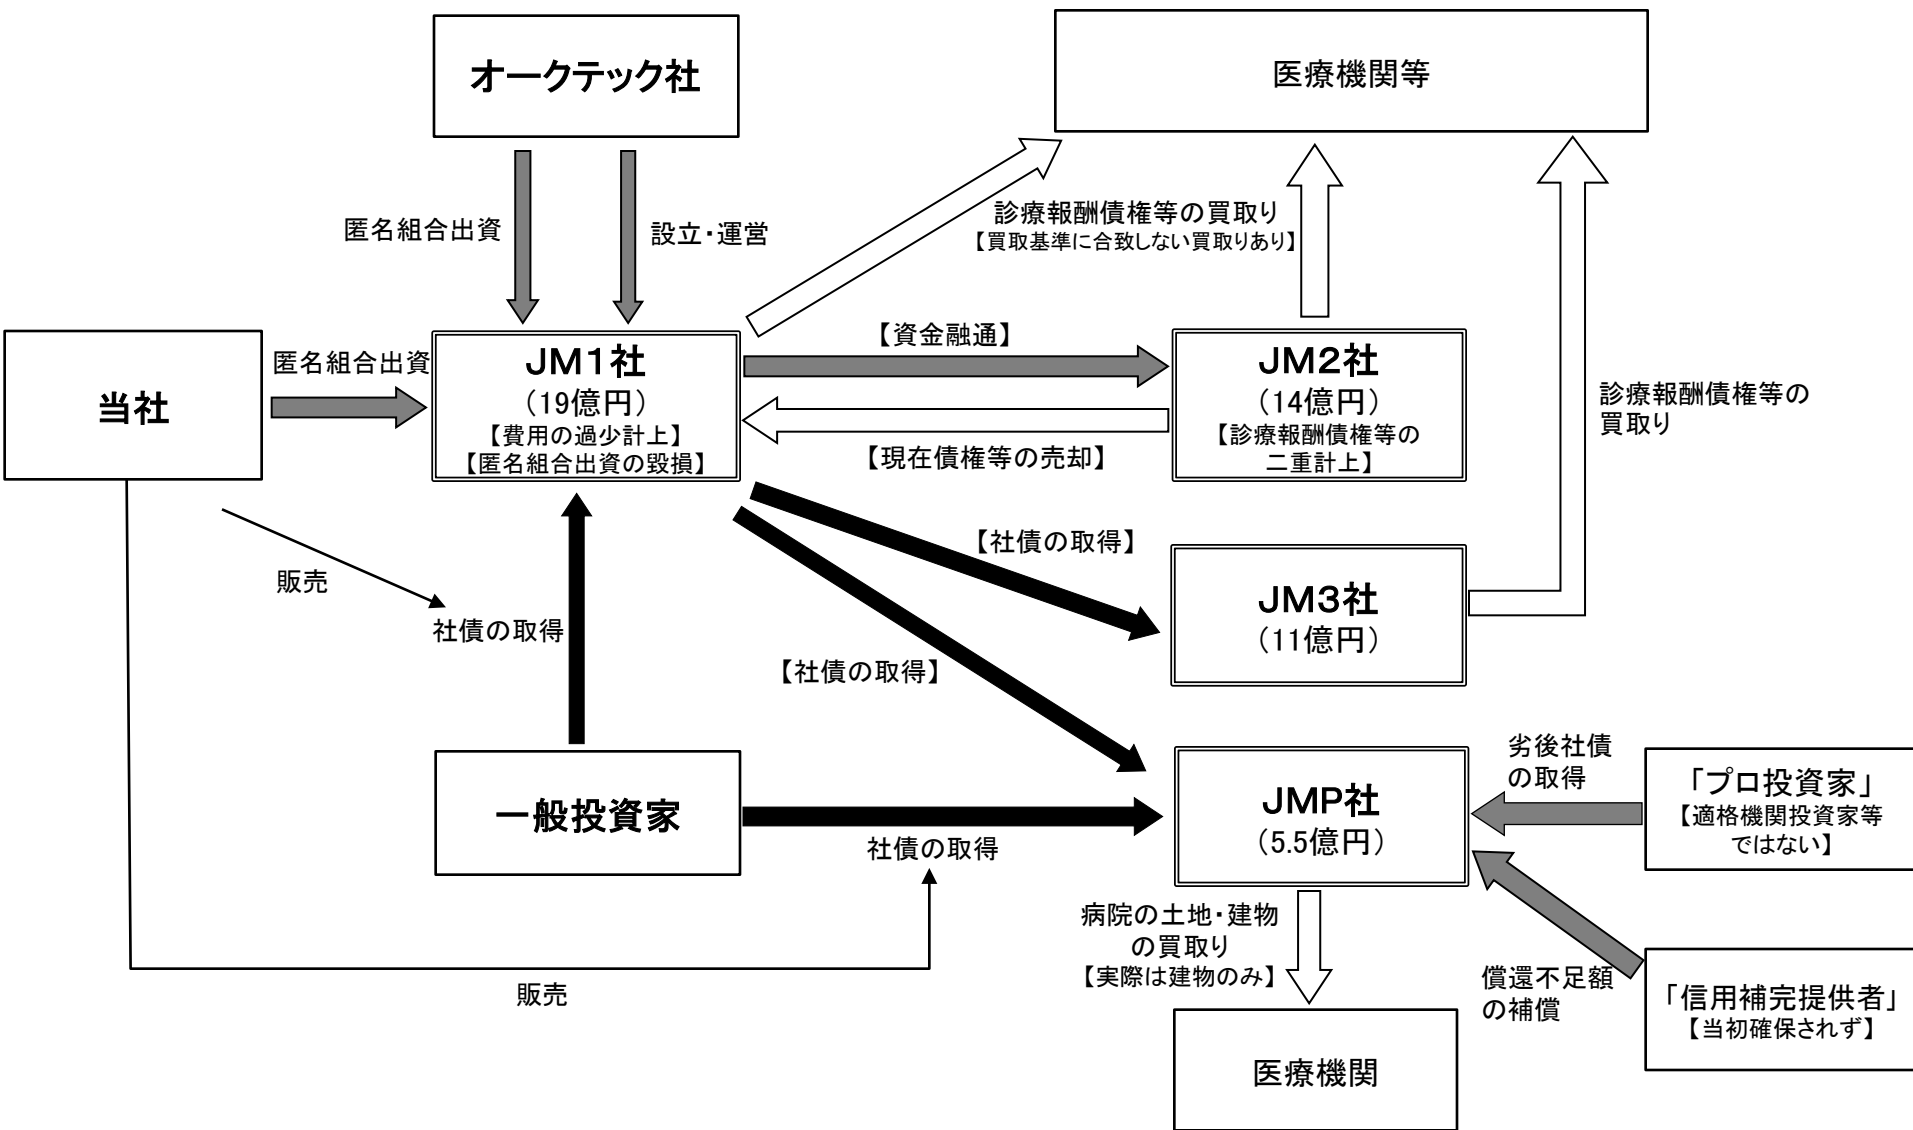 オークテック社
医療機関等
匿名組合出資
設立・運営
診療報酬債権等の買取り
【買取基準に合致しない買取りあり】
当社
匿名組合出資
JM1社
（19億円）
【費用の過少計上】
【匿名組合出資の毀損】
【資金融通】
【現在債権等の売却】
JM2社
（14億円）
【診療報酬債権等の
二重計上】
診療報酬債権等の
買取り
販売
社債の取得
【社債の取得】
JM3社
（11億円）
【社債の取得】
一般投資家
社債の取得
JMP社
（5.5億円）
劣後社債
の取得
「プロ投資家」
【適格機関投資家等
ではない】
病院の土地・建物
の買取り
【実際は建物のみ】
償還不足額
の補償
「信用補完提供者」
【当初確保されず】
販売
医療機関